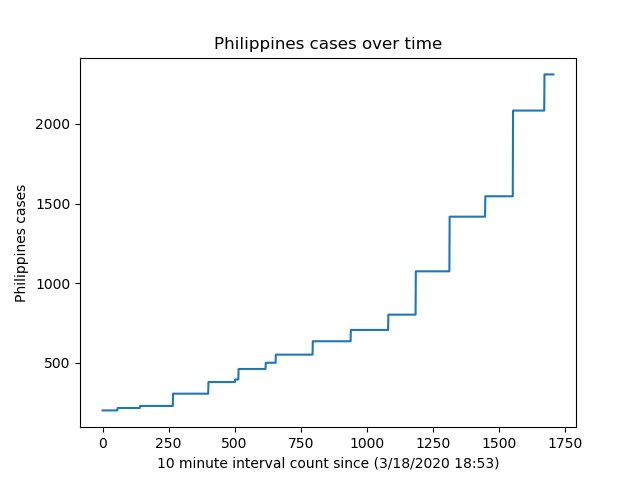 Philippines cases over time
2000
1500
1000
500
Philippines cases
0 250 500 750 1000 1250 1500 1750
10 minute interval count since (3/18/2020 18:53)